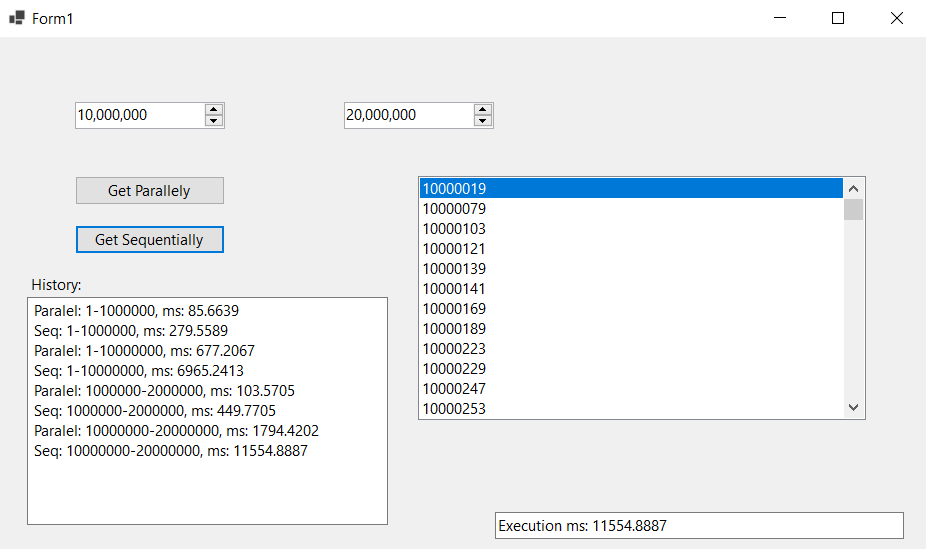 Form1
10,000,000
20,000,000
Get Parallely
Get Sequentially
History:
Paralel: 1-1000000, ms: 85.6639
Seq: 1-1000000, ms: 279.5589
Paralel: 1-10000000, ms: 677.2067
Seq: 1-10000000, ms: 6965.2413
Paralel: 1000000-2000000, ms: 103.5705
Seq: 1000000-2000000, ms: 449.7705
Paralel: 10000000-20000000, ms: 1794.4202
Seq: 10000000-20000000, ms: 11554.8887
10000019
10000079
10000103
10000121
10000139
10000141
10000169
10000189
10000223
10000229
10000247
10000253
Execution ms: 11554.8887